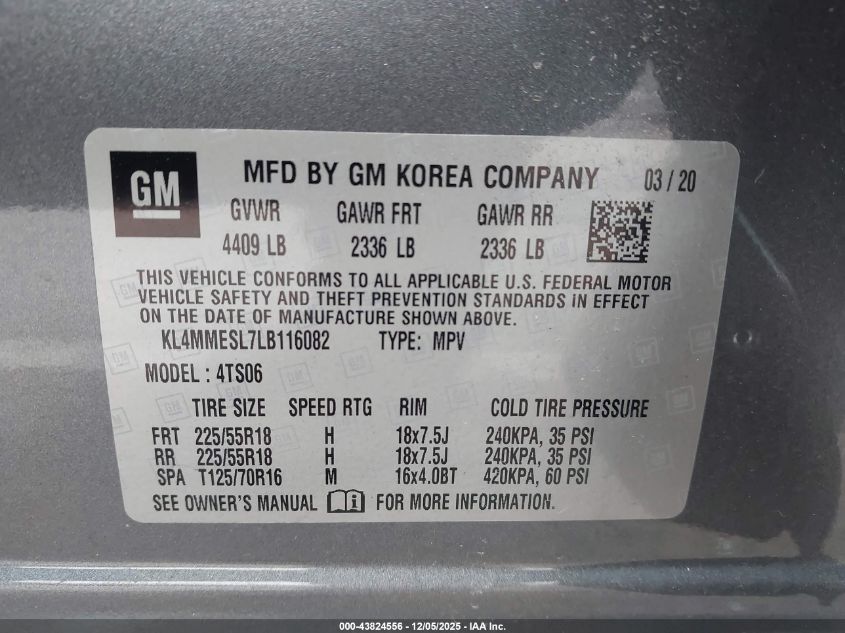 GM
MFD BY GM KOREA COMPANY 03 / 20
GVWR GAWR FRT GAWR RR
4409 LB 2336 LB 2336 LB
THIS VEHICLE CONFORMS TO ALL APPLICABLE U.S. FEDERAL MOTOR
VEHICLE SAFETY AND THEFT PREVENTION STANDARDS IN EFFECT
ON THE DATE OF MANUFACTURE SHOWN ABOVE.
KL4MMESL7LB116082 TYPE: MPV
MODEL : 4TS06
TIRE SIZE SPEED RTG RIM COLD TIRE PRESSURE
FRT 225/55R18 H 18x7.5J 240KPA, 35 PSI
RR 225/55R18 H 18x7.5J 240KPA, 35 PSI
SPA T125/70R16 M 16x4.0BT 420KPA, 60 PSI
SEE OWNER'S MANUAL i FOR MORE INFORMATION.
000-43824556 - 12/05/2025 - IAA Inc.